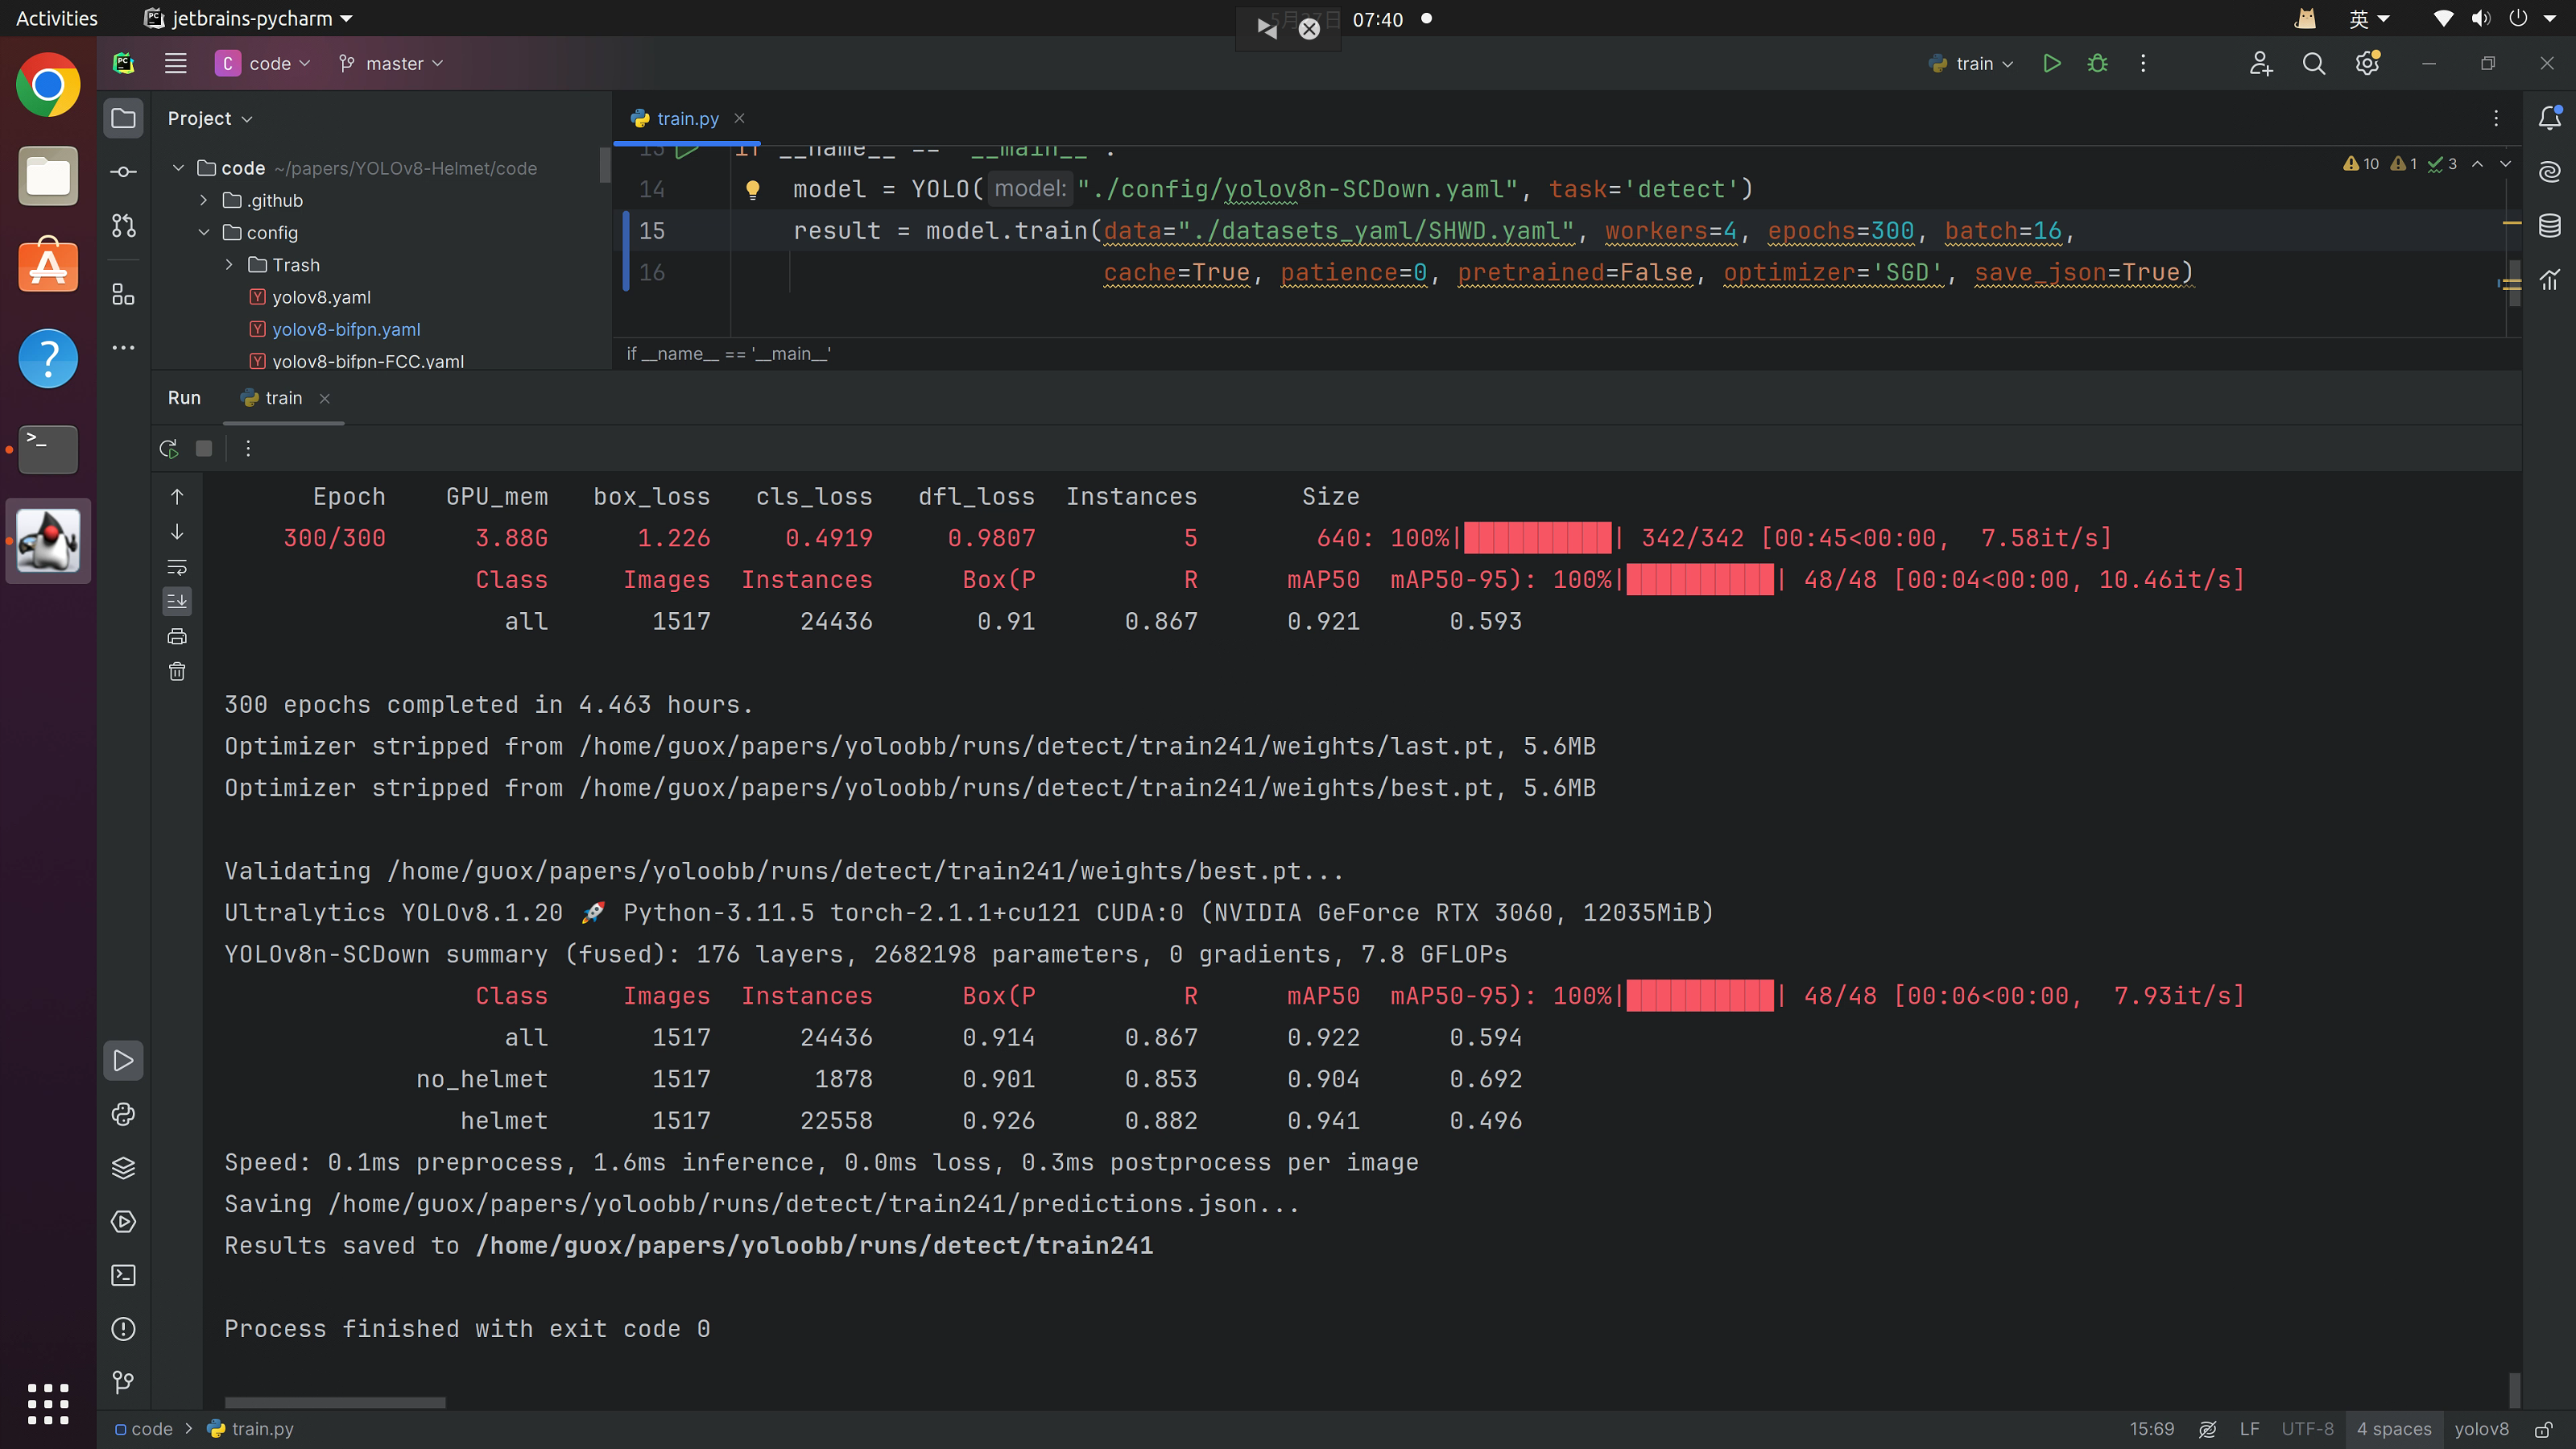 Activities jetbrains-pycharm 07:40 英
C code master train
Project
code ~/papers/YOLOv8-Helmet/code
.github
config
Trash
yolov8.yaml
yolov8-bifpn.yaml
yolov8-bifpn-FCC.yaml
train.py
10 1 3
13 if __name__ == '__main__':
14 model = YOLO( model: "./config/yolov8n-SCDown.yaml", task='detect')
15 result = model.train(data="./datasets_yaml/SHWD.yaml", workers=4, epochs=300, batch=16,
16 cache=True, patience=0, pretrained=False, optimizer='SGD', save_json=True)
if __name__ == '__main__'
Run train
Epoch GPU_mem box_loss cls_loss dfl_loss Instances Size
300/300 3.88G 1.226 0.4919 0.9807 5 640: 100%|██████████| 342/342 [00:45<00:00, 7.58it/s]
Class Images Instances Box(P R mAP50 mAP50-95): 100%|██████████| 48/48 [00:04<00:00, 10.46it/s]
all 1517 24436 0.91 0.867 0.921 0.593
300 epochs completed in 4.463 hours.
Optimizer stripped from /home/guox/papers/yoloobb/runs/detect/train241/weights/last.pt, 5.6MB
Optimizer stripped from /home/guox/papers/yoloobb/runs/detect/train241/weights/best.pt, 5.6MB
Validating /home/guox/papers/yoloobb/runs/detect/train241/weights/best.pt...
Ultralytics YOLOv8.1.20 🚀 Python-3.11.5 torch-2.1.1+cu121 CUDA:0 (NVIDIA GeForce RTX 3060, 12035MiB)
YOLOv8n-SCDown summary (fused): 176 layers, 2682198 parameters, 0 gradients, 7.8 GFLOPs
Class Images Instances Box(P R mAP50 mAP50-95): 100%|██████████| 48/48 [00:06<00:00, 7.93it/s]
all 1517 24436 0.914 0.867 0.922 0.594
no_helmet 1517 1878 0.901 0.853 0.904 0.692
helmet 1517 22558 0.926 0.882 0.941 0.496
Speed: 0.1ms preprocess, 1.6ms inference, 0.0ms loss, 0.3ms postprocess per image
Saving /home/guox/papers/yoloobb/runs/detect/train241/predictions.json...
Results saved to /home/guox/papers/yoloobb/runs/detect/train241
Process finished with exit code 0
code > train.py 15:69 LF UTF-8 4 spaces yolov8